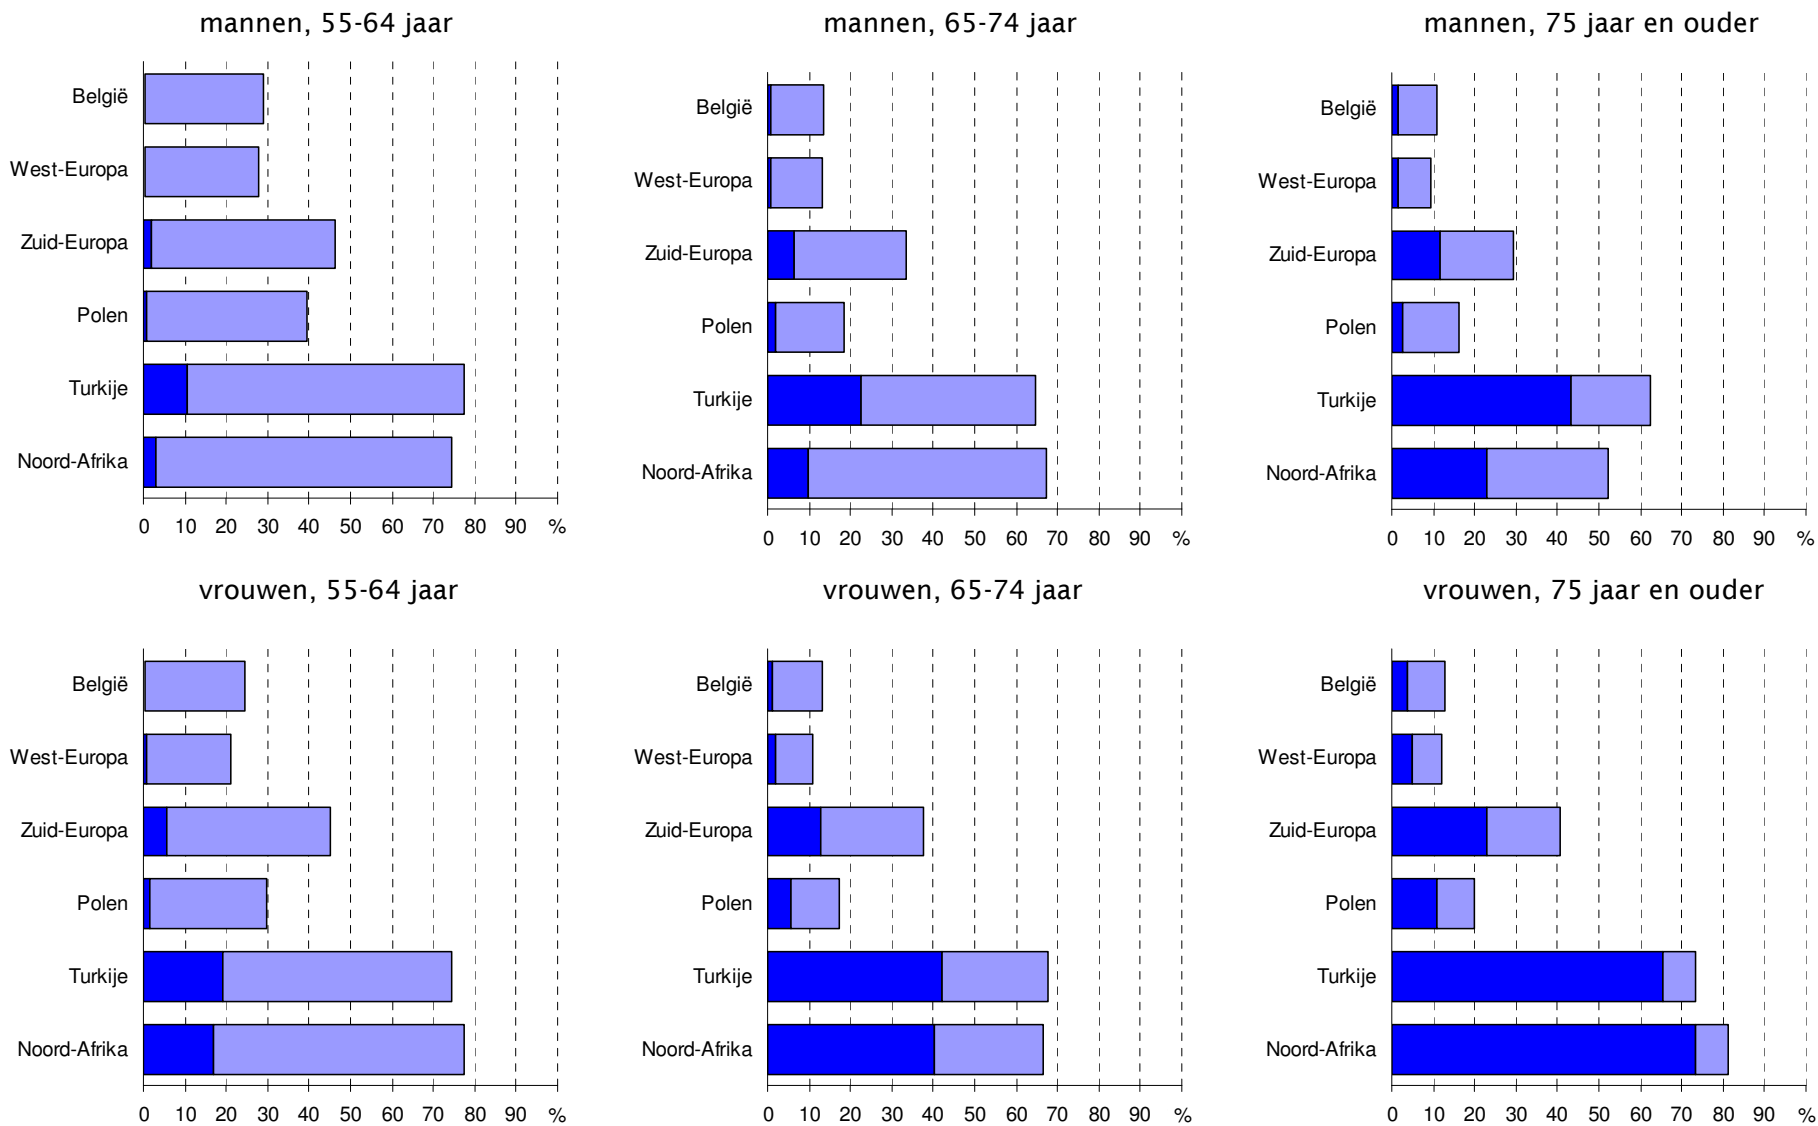 mannen, 55-64 jaar
België
West-Europa
Zuid-Europa
Polen
Turkije
Noord-Afrika
0 10 20 30 40 50 60 70 80 90 %
mannen, 65-74 jaar
België
West-Europa
Zuid-Europa
Polen
Turkije
Noord-Afrika
0 10 20 30 40 50 60 70 80 90 %
mannen, 75 jaar en ouder
België
West-Europa
Zuid-Europa
Polen
Turkije
Noord-Afrika
0 10 20 30 40 50 60 70 80 90 %
vrouwen, 55-64 jaar
België
West-Europa
Zuid-Europa
Polen
Turkije
Noord-Afrika
0 10 20 30 40 50 60 70 80 90 %
vrouwen, 65-74 jaar
België
West-Europa
Zuid-Europa
Polen
Turkije
Noord-Afrika
0 10 20 30 40 50 60 70 80 90 %
vrouwen, 75 jaar en ouder
België
West-Europa
Zuid-Europa
Polen
Turkije
Noord-Afrika
0 10 20 30 40 50 60 70 80 90 %